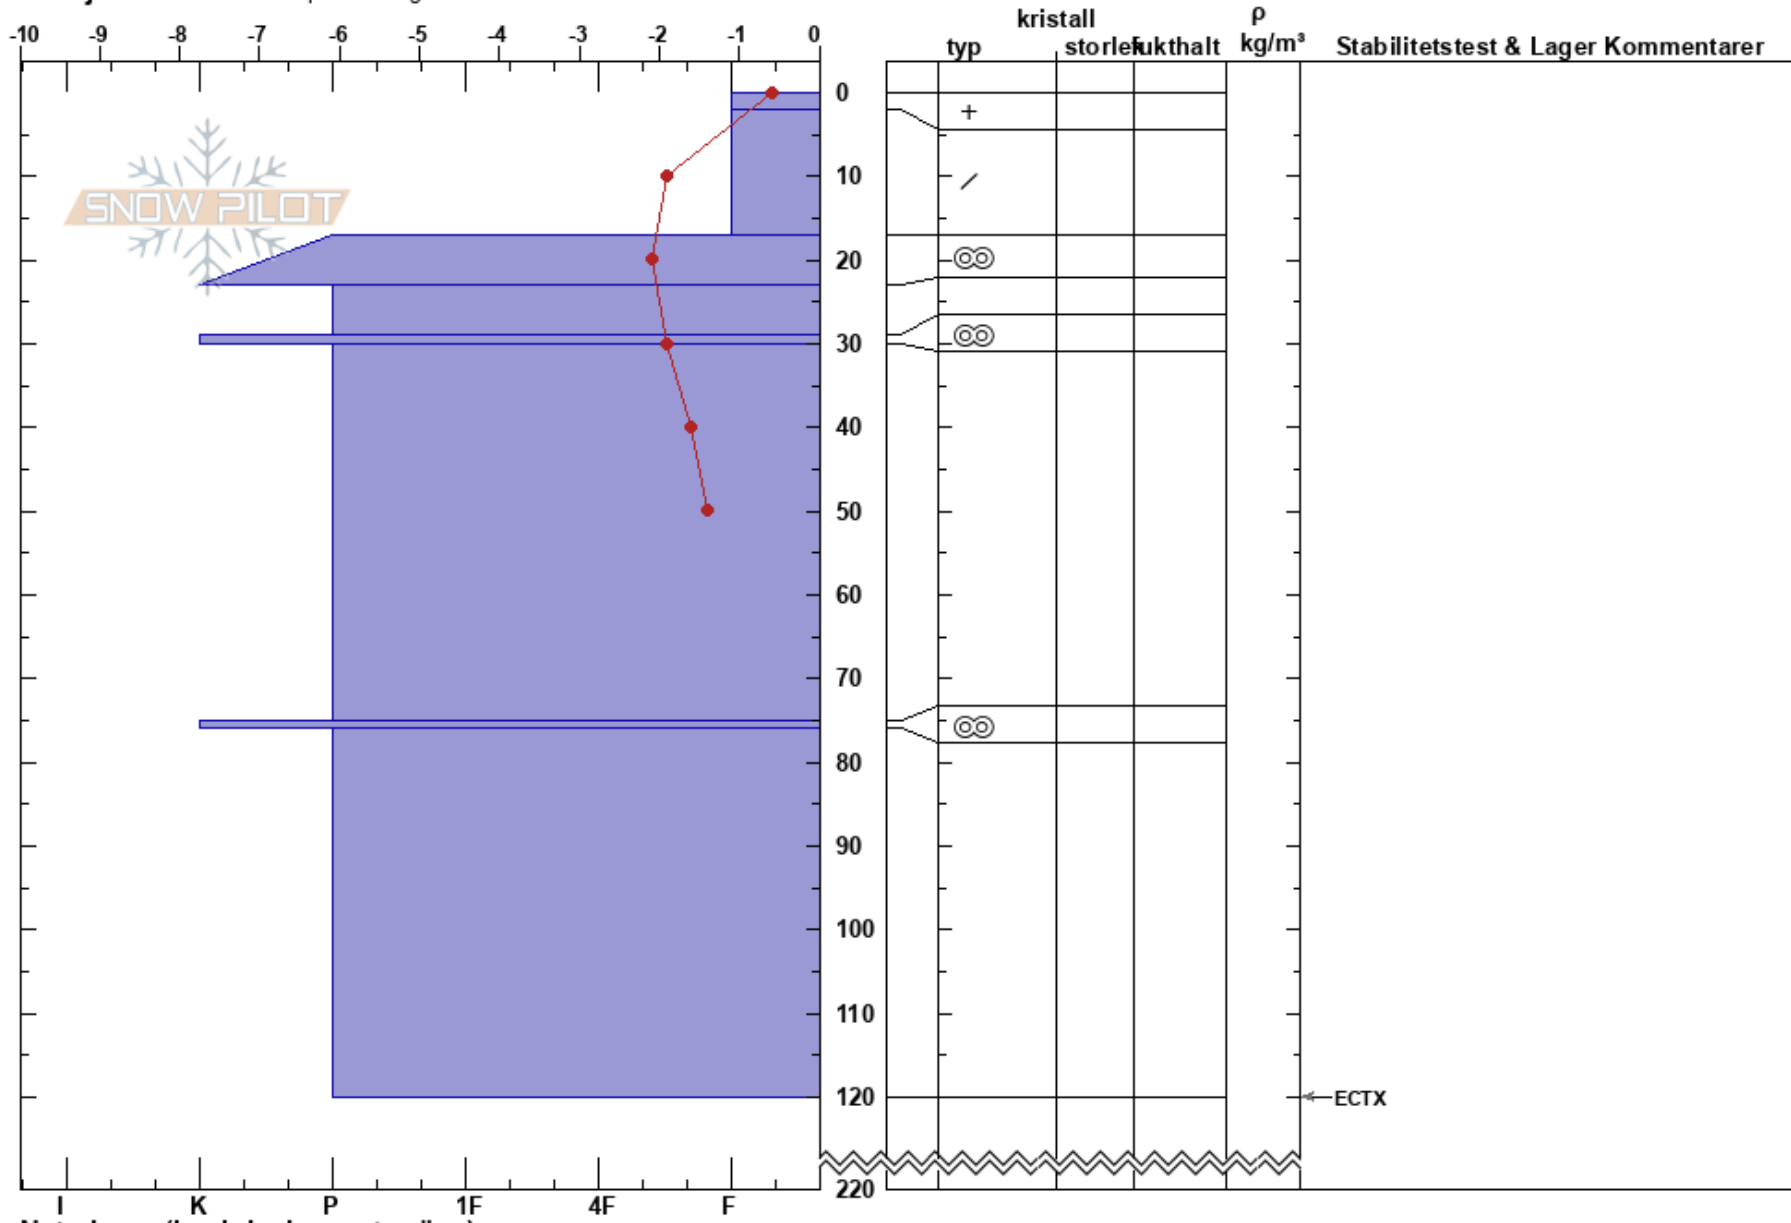 kristall ρ
-10 -9 -8 -7 -6 -5 -4 -3 -2 -1 0
typ storlek fukthalt kg/m³ Stabilitetstest & Lager Kommentarer
0
+
10
SNOW PILOT
20
30
40
50
60
70
80
90
100
110
120 ECTX
220
I K P 1F 4F F